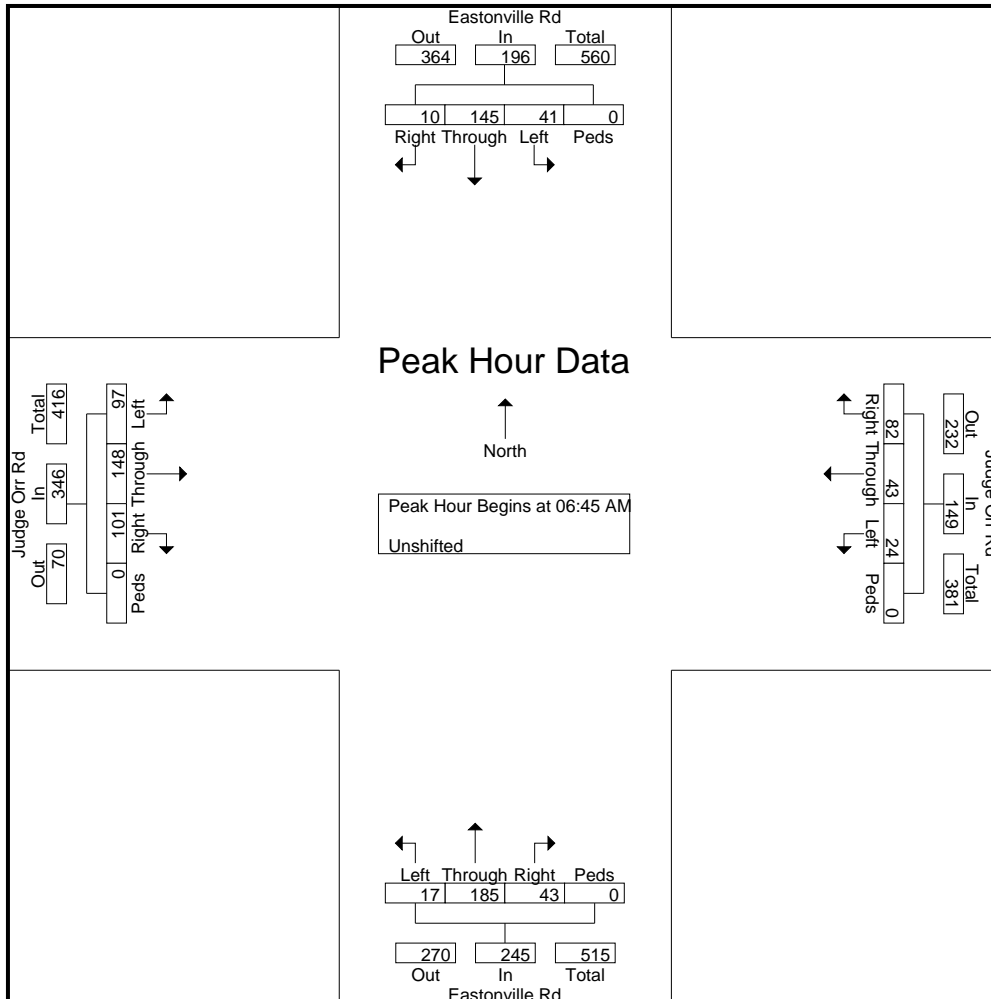 Eastonville Rd
Out In Total
364 196 560
10 145 41 0
Right Through Left Peds
Peak Hour Data
North
Peak Hour Begins at 06:45 AM
Unshifted
Judge Orr Rd
Total In Out
416 346 70
97 148 101 0
Left Through Right Peds
Right Through Left Peds
82 43 24 0
232 149 381
Out In Total
Judge Orr Rd
Left Through Right Peds
17 185 43 0
270 245 515
Out In Total
Eastonville Rd